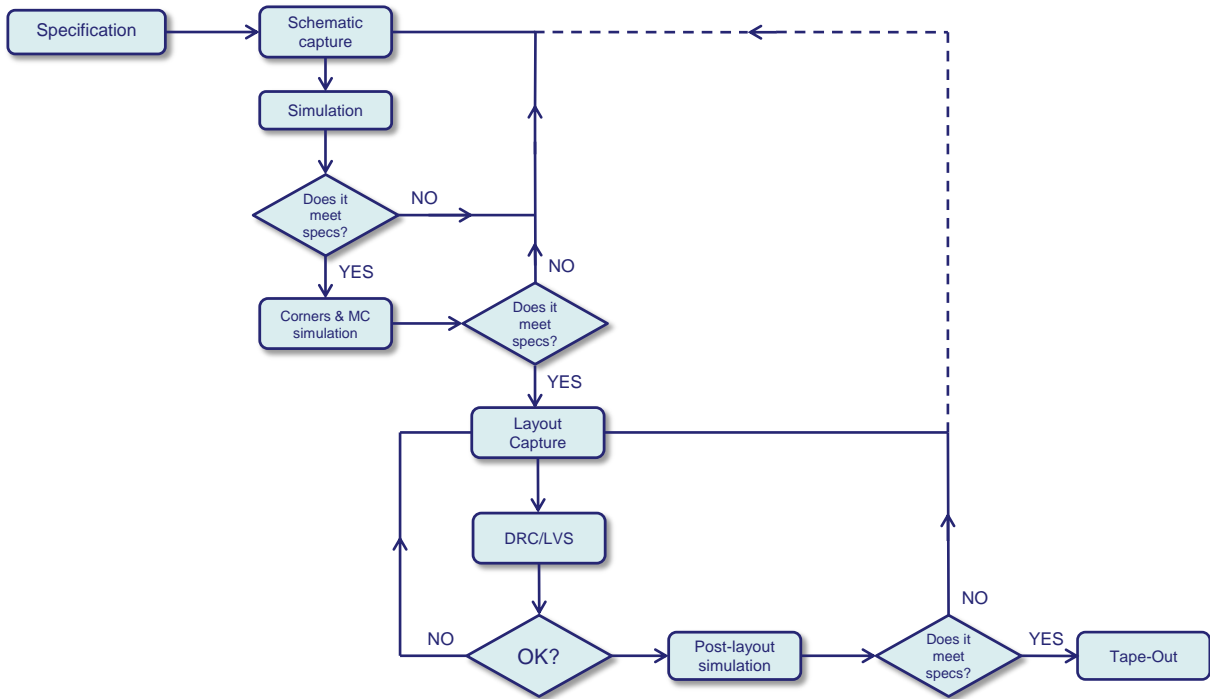 Specification
Schematic
capture
Simulation
Does it
meet
specs?
NO
YES
Corners & MC
simulation
Does it
meet
specs?
NO
YES
Layout
Capture
DRC/LVS
OK?
NO
Post-layout
simulation
Does it
meet
specs?
NO
YES
Tape-Out